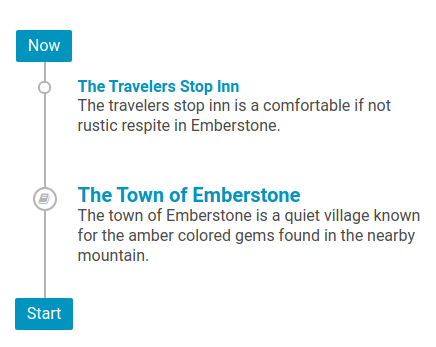 Now
The Travelers Stop Inn
The travelers stop inn is a comfortable if not
rustic respite in Emberstone.
The Town of Emberstone
The town of Emberstone is a quiet village known
for the amber colored gems found in the nearby
mountain.
Start